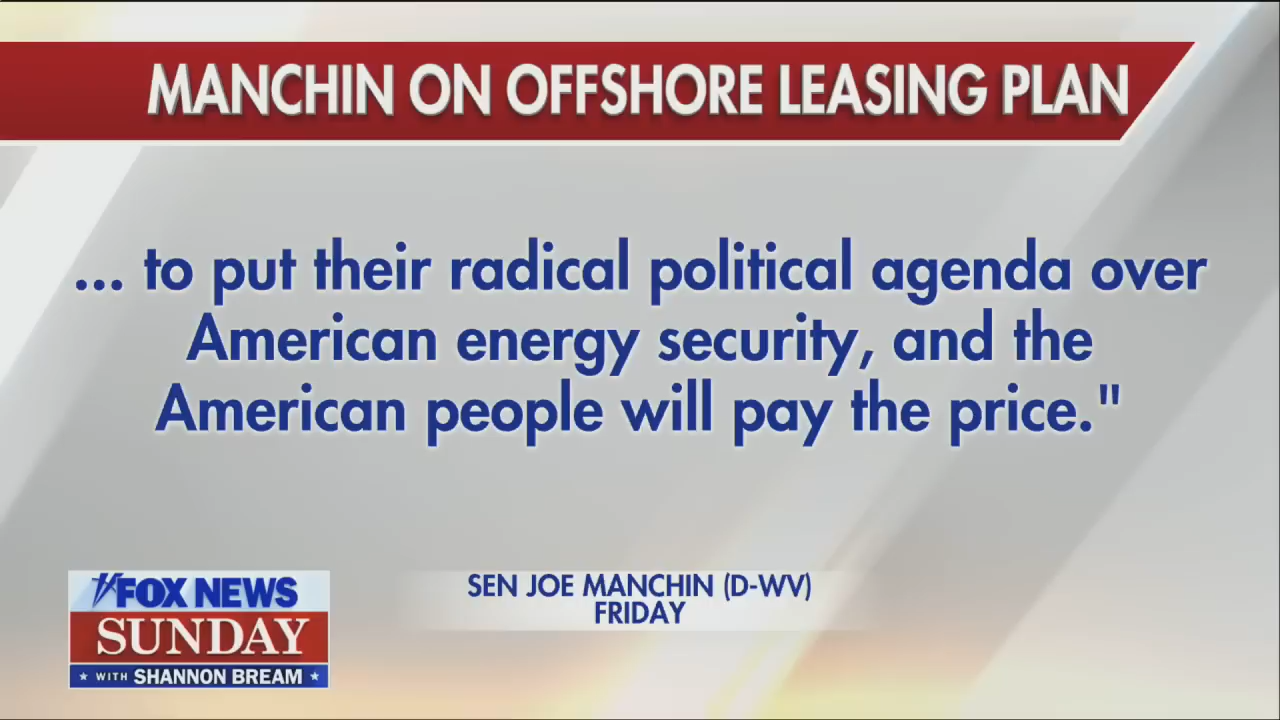 MANCHIN ON OFFSHORE LEASING PLAN
... to put their radical political agenda over
American energy security, and the
American people will pay the price."
SEN JOE MANCHIN (D-WV)
FRIDAY
FOX NEWS
SUNDAY
WITH SHANNON BREAM